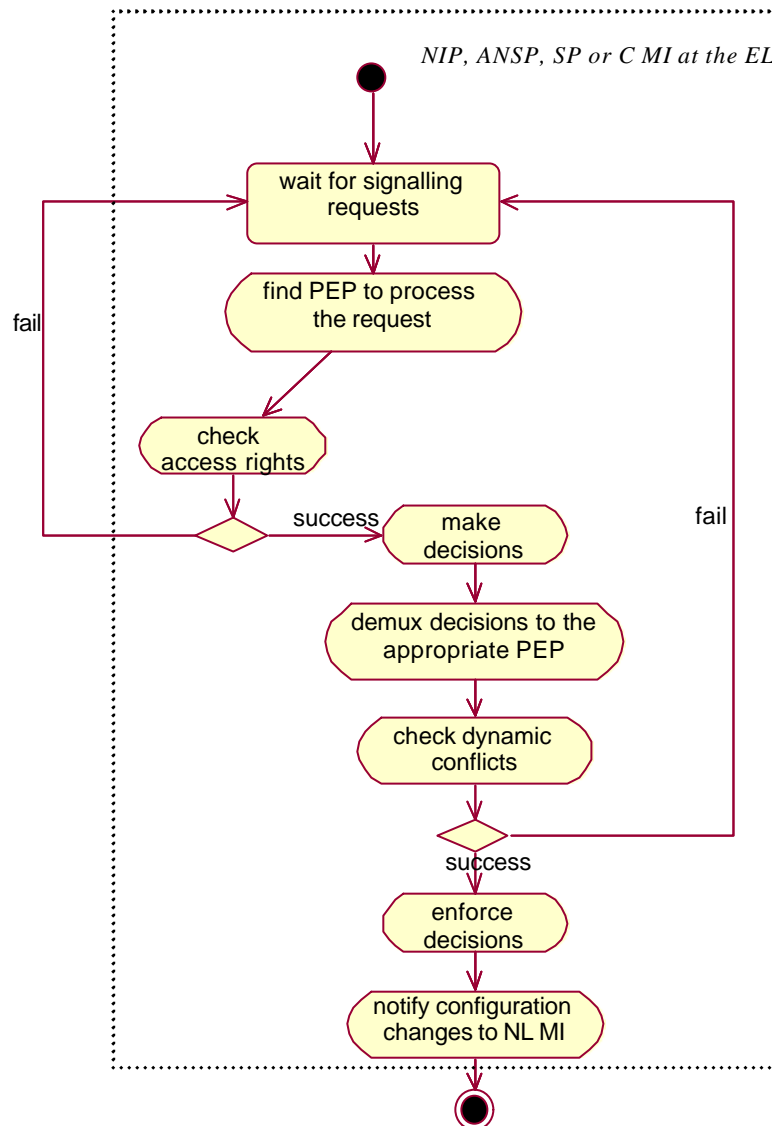 NIP, ANSP, SP or C MI at the EL
wait for signalling
requests
find PEP to process
the request
fail
check
access rights
success
make
decisions
fail
demux decisions to the
appropriate PEP
check dynamic
conflicts
success
enforce
decisions
notify configuration
changes to NL MI